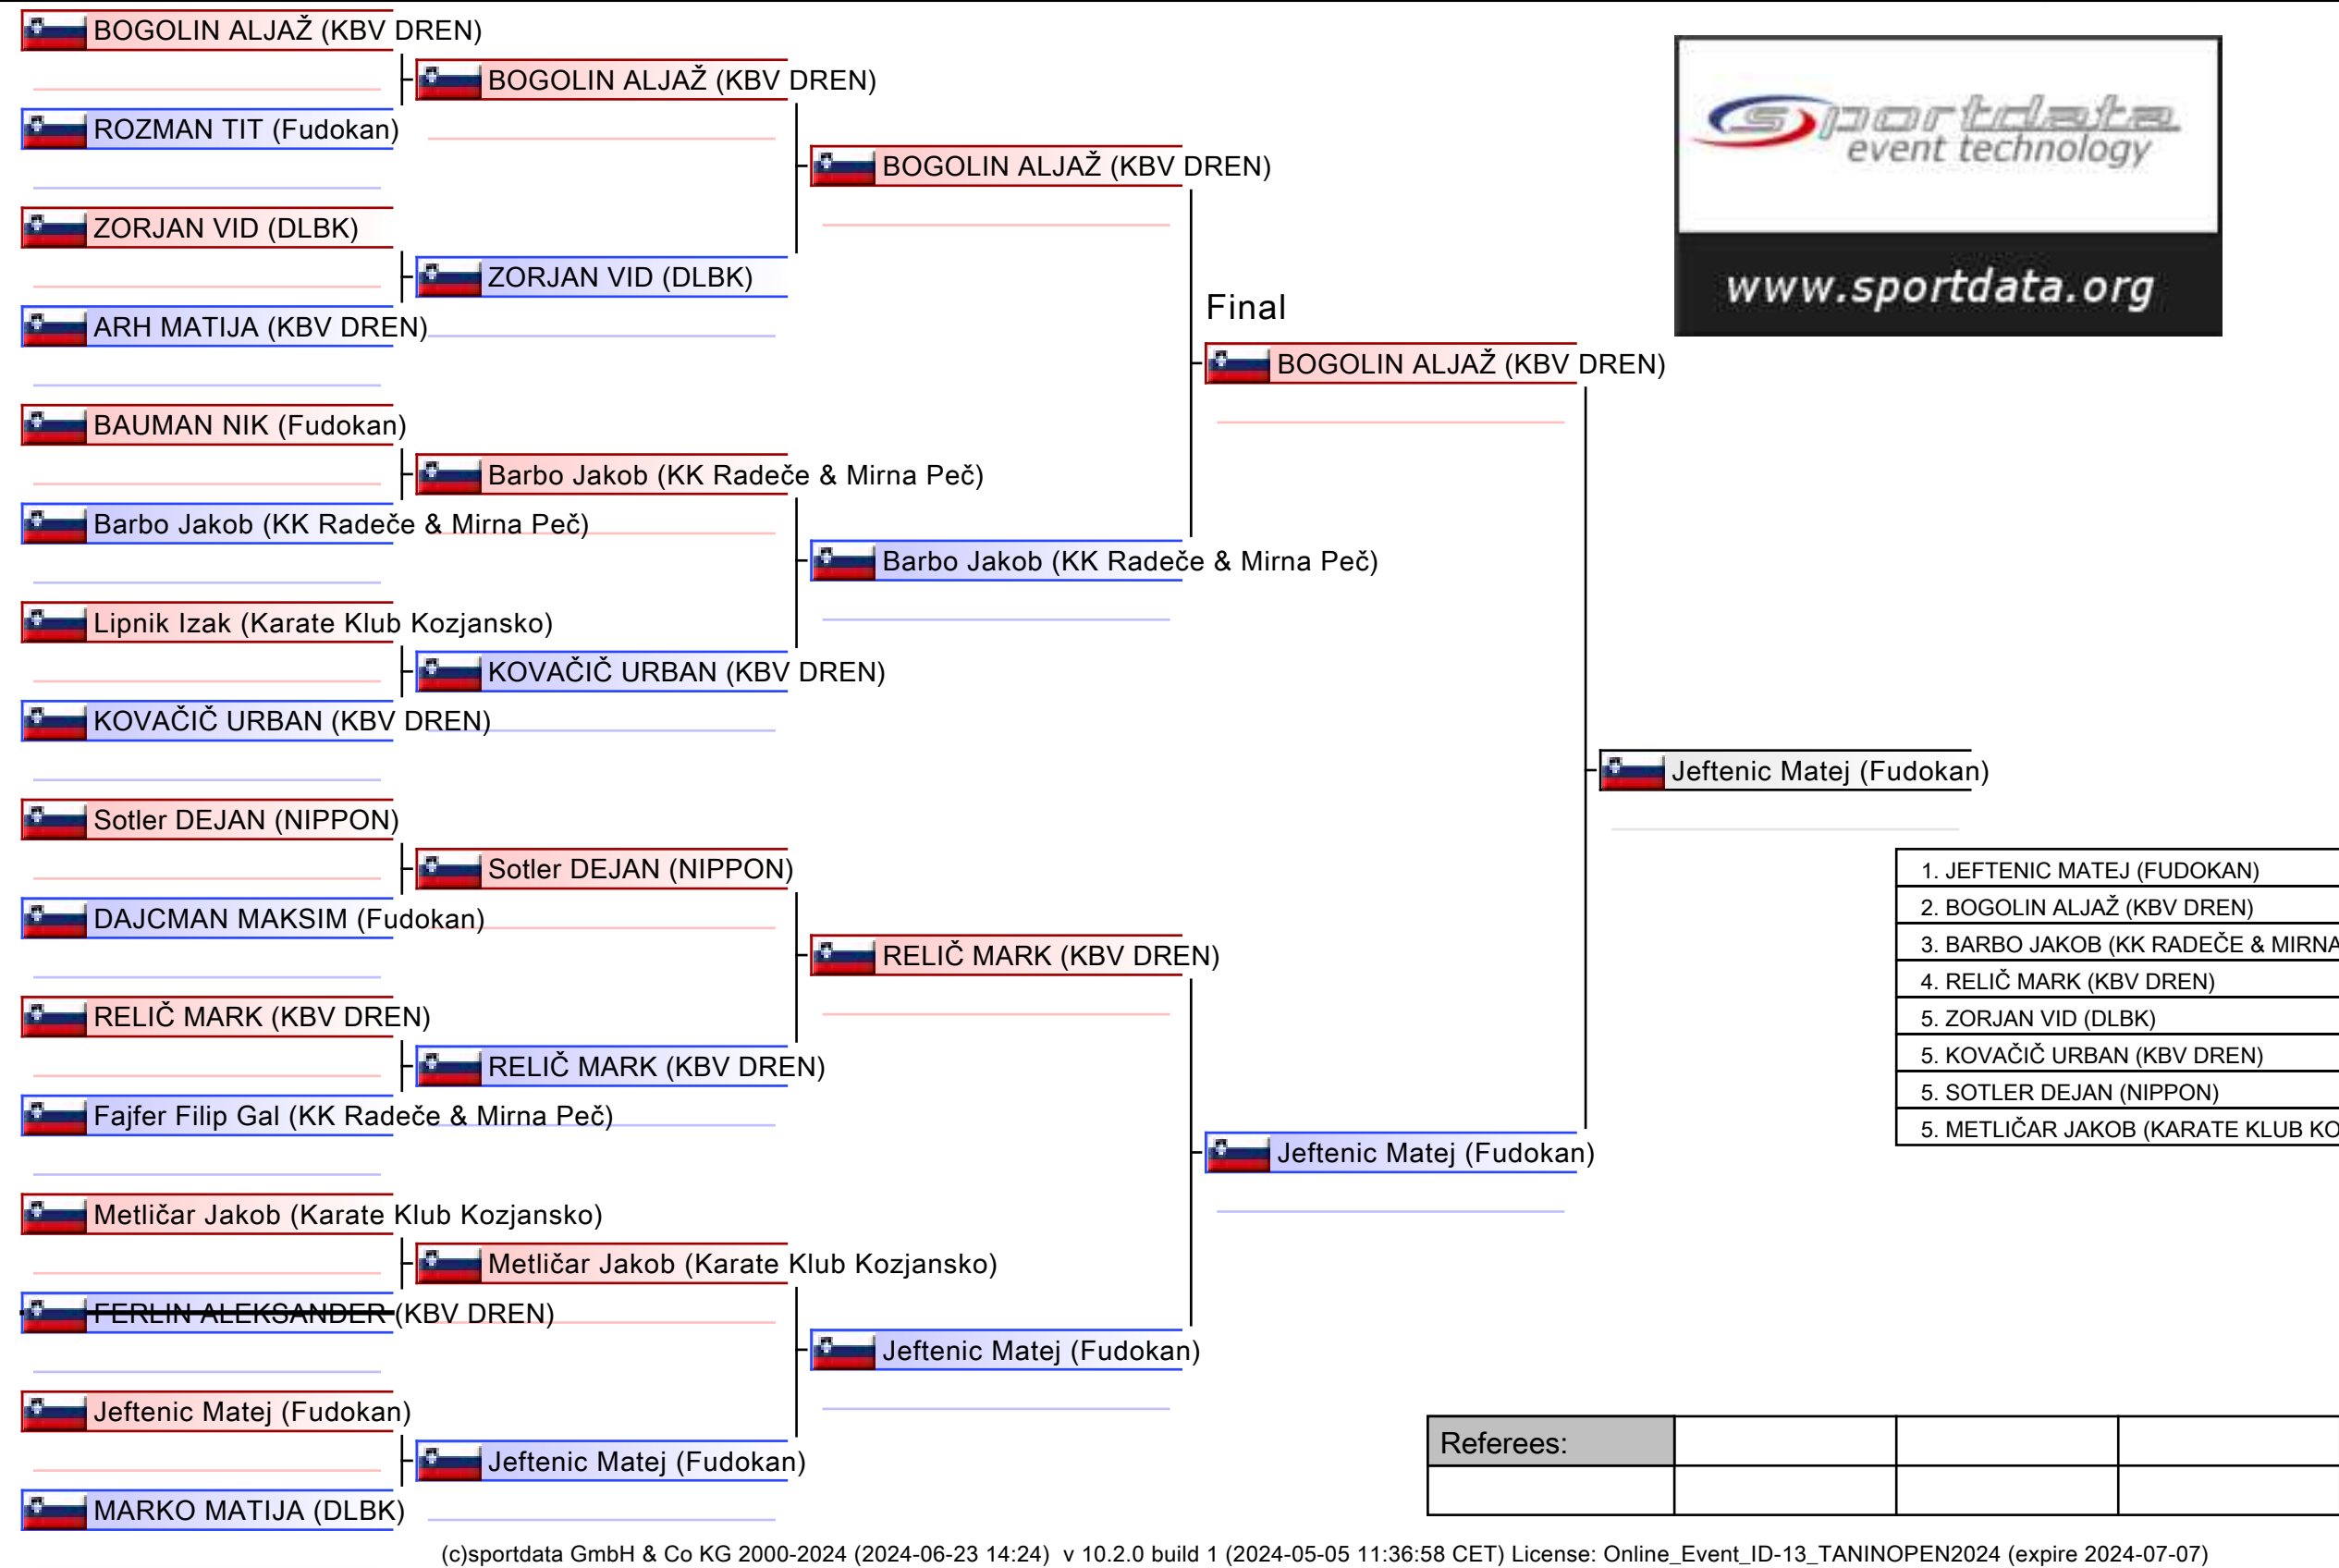 BOGOLIN ALJAŽ (KBV DREN)
ROZMAN TIT (Fudokan)
ZORJAN VID (DLBK)
ARH MATIJA (KBV DREN)
BAUMAN NIK (Fudokan)
Barbo Jakob (KK Radeče & Mirna Peč)
Lipnik Izak (Karate Klub Kozjansko)
KOVAČIČ URBAN (KBV DREN)
Sotler DEJAN (NIPPON)
DAJCMAN MAKSIM (Fudokan)
RELIČ MARK (KBV DREN)
Fajfer Filip Gal (KK Radeče & Mirna Peč)
Metličar Jakob (Karate Klub Kozjansko)
FERLIN ALEKSANDER (KBV DREN)
Jeftenic Matej (Fudokan)
MARKO MATIJA (DLBK)
BOGOLIN ALJAŽ (KBV DREN)
ZORJAN VID (DLBK)
Barbo Jakob (KK Radeče & Mirna Peč)
KOVAČIČ URBAN (KBV DREN)
Sotler DEJAN (NIPPON)
RELIČ MARK (KBV DREN)
Metličar Jakob (Karate Klub Kozjansko)
Jeftenic Matej (Fudokan)
BOGOLIN ALJAŽ (KBV DREN)
Barbo Jakob (KK Radeče & Mirna Peč)
RELIČ MARK (KBV DREN)
Jeftenic Matej (Fudokan)
Final
BOGOLIN ALJAŽ (KBV DREN)
Jeftenic Matej (Fudokan)
Jeftenic Matej (Fudokan)
sportdata
event technology
www.sportdata.org
1. JEFTENIC MATEJ (FUDOKAN)
2. BOGOLIN ALJAŽ (KBV DREN)
3. BARBO JAKOB (KK RADEČE & MIRNA
4. RELIČ MARK (KBV DREN)
5. ZORJAN VID (DLBK)
5. KOVAČIČ URBAN (KBV DREN)
5. SOTLER DEJAN (NIPPON)
5. METLIČAR JAKOB (KARATE KLUB KO
Referees:
(c)sportdata GmbH & Co KG 2000-2024 (2024-06-23 14:24) v 10.2.0 build 1 (2024-05-05 11:36:58 CET) License: Online_Event_ID-13_TANINOPEN2024 (expire 2024-07-07)